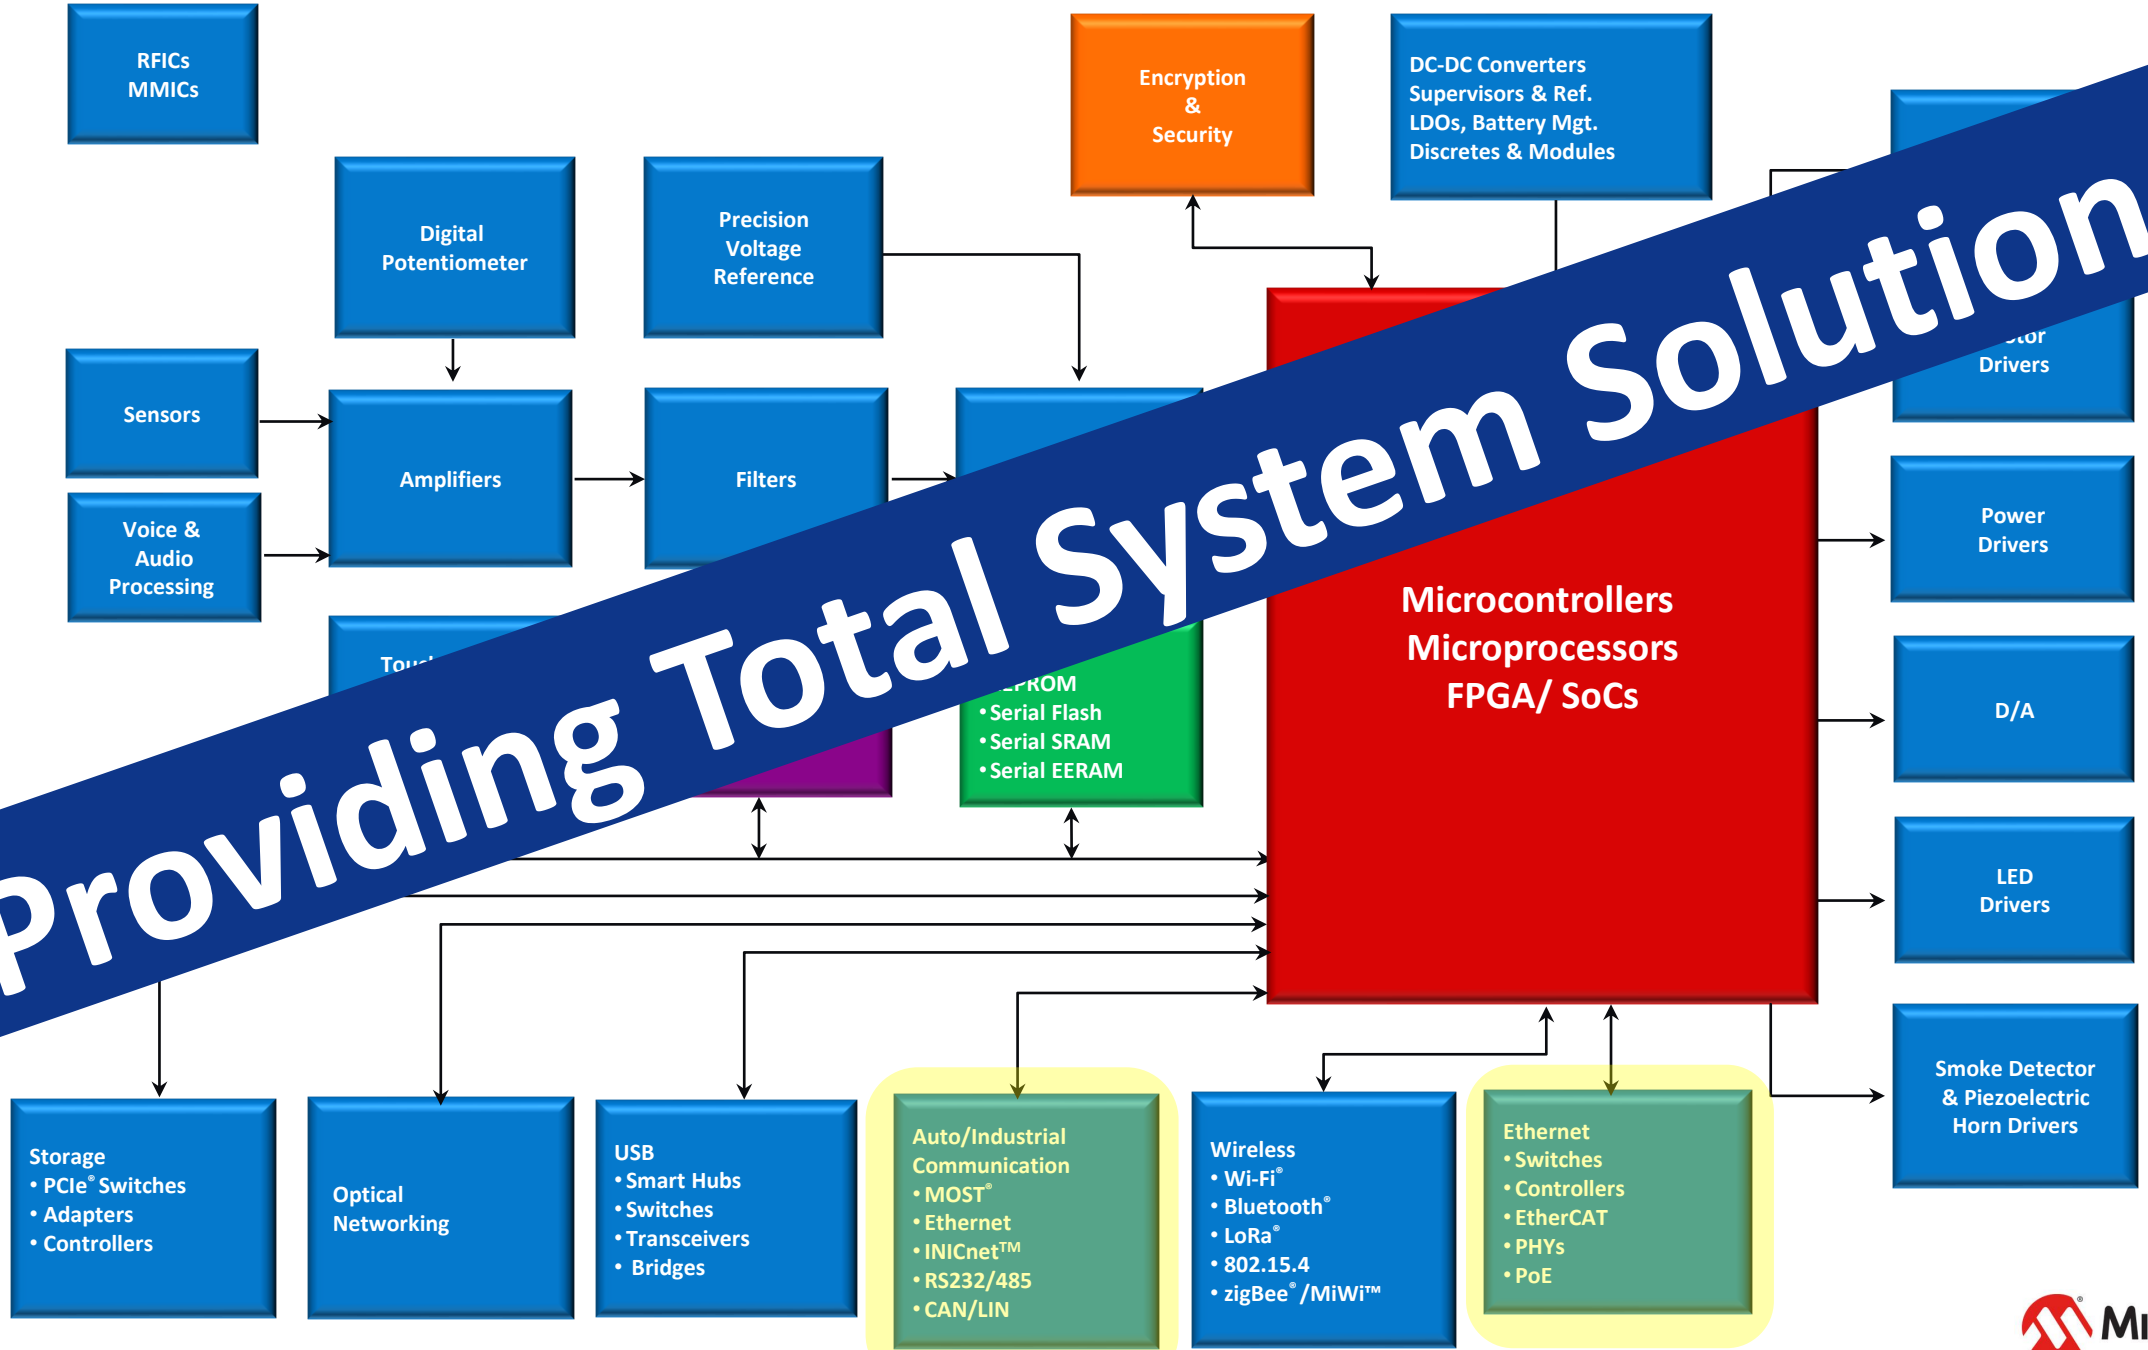 RFICs
MMICs
Encryption
&
Security
DC-DC Converters
Supervisors & Ref.
LDOs, Battery Mgt.
Discretes & Modules
Digital
Potentiometer
Precision
Voltage
Reference
Drivers
Sensors
Amplifiers
Filters
Voice &
Audio
Processing
Power
Drivers
Providing Total System Solution
Microcontrollers
Microprocessors
FPGA/ SoCs
• Serial Flash
• Serial SRAM
• Serial EERAM
D/A
LED
Drivers
Smoke Detector
& Piezoelectric
Horn Drivers
Storage
• PCIe® Switches
• Adapters
• Controllers
Optical
Networking
USB
• Smart Hubs
• Switches
• Transceivers
• Bridges
Auto/Industrial
Communication
• MOST®
• Ethernet
• INICnet™
• RS232/485
• CAN/LIN
Wireless
• Wi-Fi®
• Bluetooth®
• LoRa®
• 802.15.4
• zigBee® /MiWi™
Ethernet
• Switches
• Controllers
• EtherCAT
• PHYs
• PoE